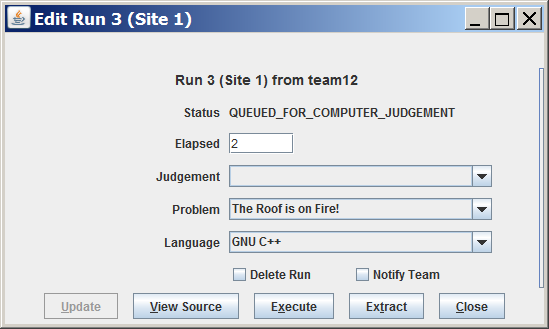 Edit Run 3 (Site 1)
Run 3 (Site 1) from team12
Status QUEUED_FOR_COMPUTER_JUDGEMENT
Elapsed 2
Judgement
Problem The Roof is on Fire!
Language GNU C++
Delete Run Notify Team
Update View Source Execute Extract Close